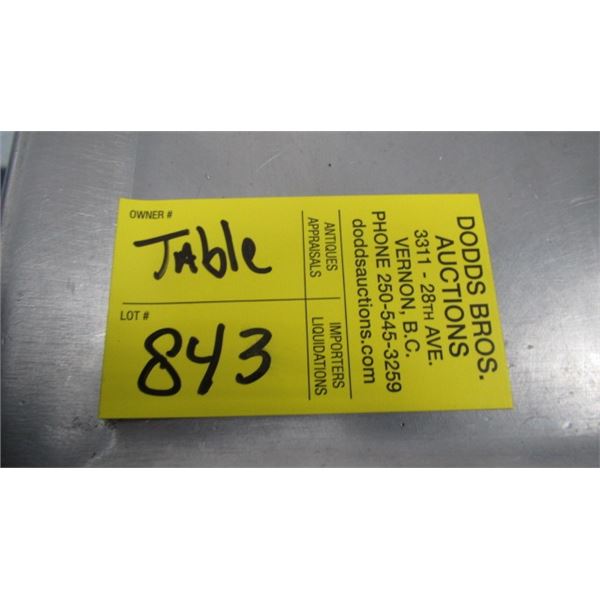 OWNER #
Table
LOT #
843
ANTIQUES
APPRAISALS
IMPORTERS
LIQUIDATIONS
DODDS BROS.
AUCTIONS
3311 - 28TH AVE.
VERNON, B.C.
PHONE 250-545-3259
doddsauctions.com